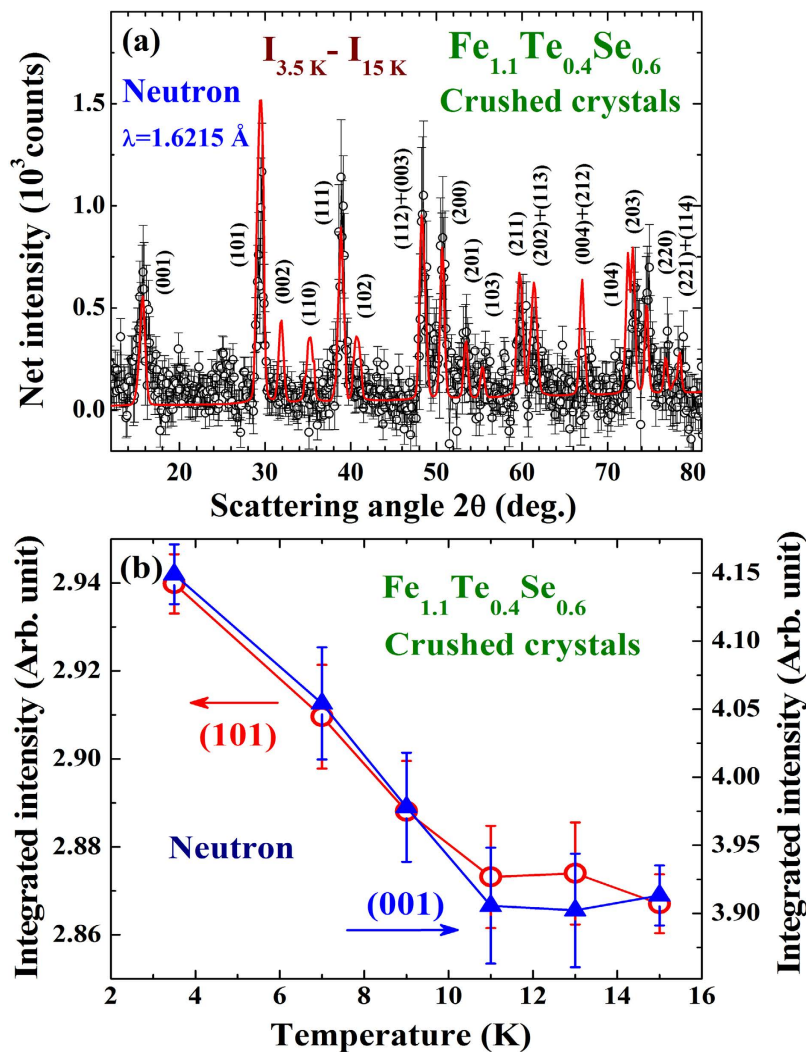 (a)
I3.5 K - I15 K
Fe1.1Te0.4Se0.6
Neutron
Crushed crystals
λ=1.6215 Å
Net intensity (10³ counts)
1.5
1.0
0.5
0.0
(001)
(101)
(002)
(110)
(111)
(102)
(112)+(003)
(200)
(201)
(103)
(211)
(202)+(113)
(004)+(212)
(104)
(203)
(220)
(221)+(114)
20 30 40 50 60 70 80
Scattering angle 2θ (deg.)
(b)
Fe1.1Te0.4Se0.6
Crushed crystals
Integrated intensity (Arb. unit)
2.94
2.92
2.90
2.88
2.86
(101)
Neutron
(001)
4.15
4.10
4.05
4.00
3.95
3.90
Integrated intensity (Arb. unit)
2 4 6 8 10 12 14 16
Temperature (K)